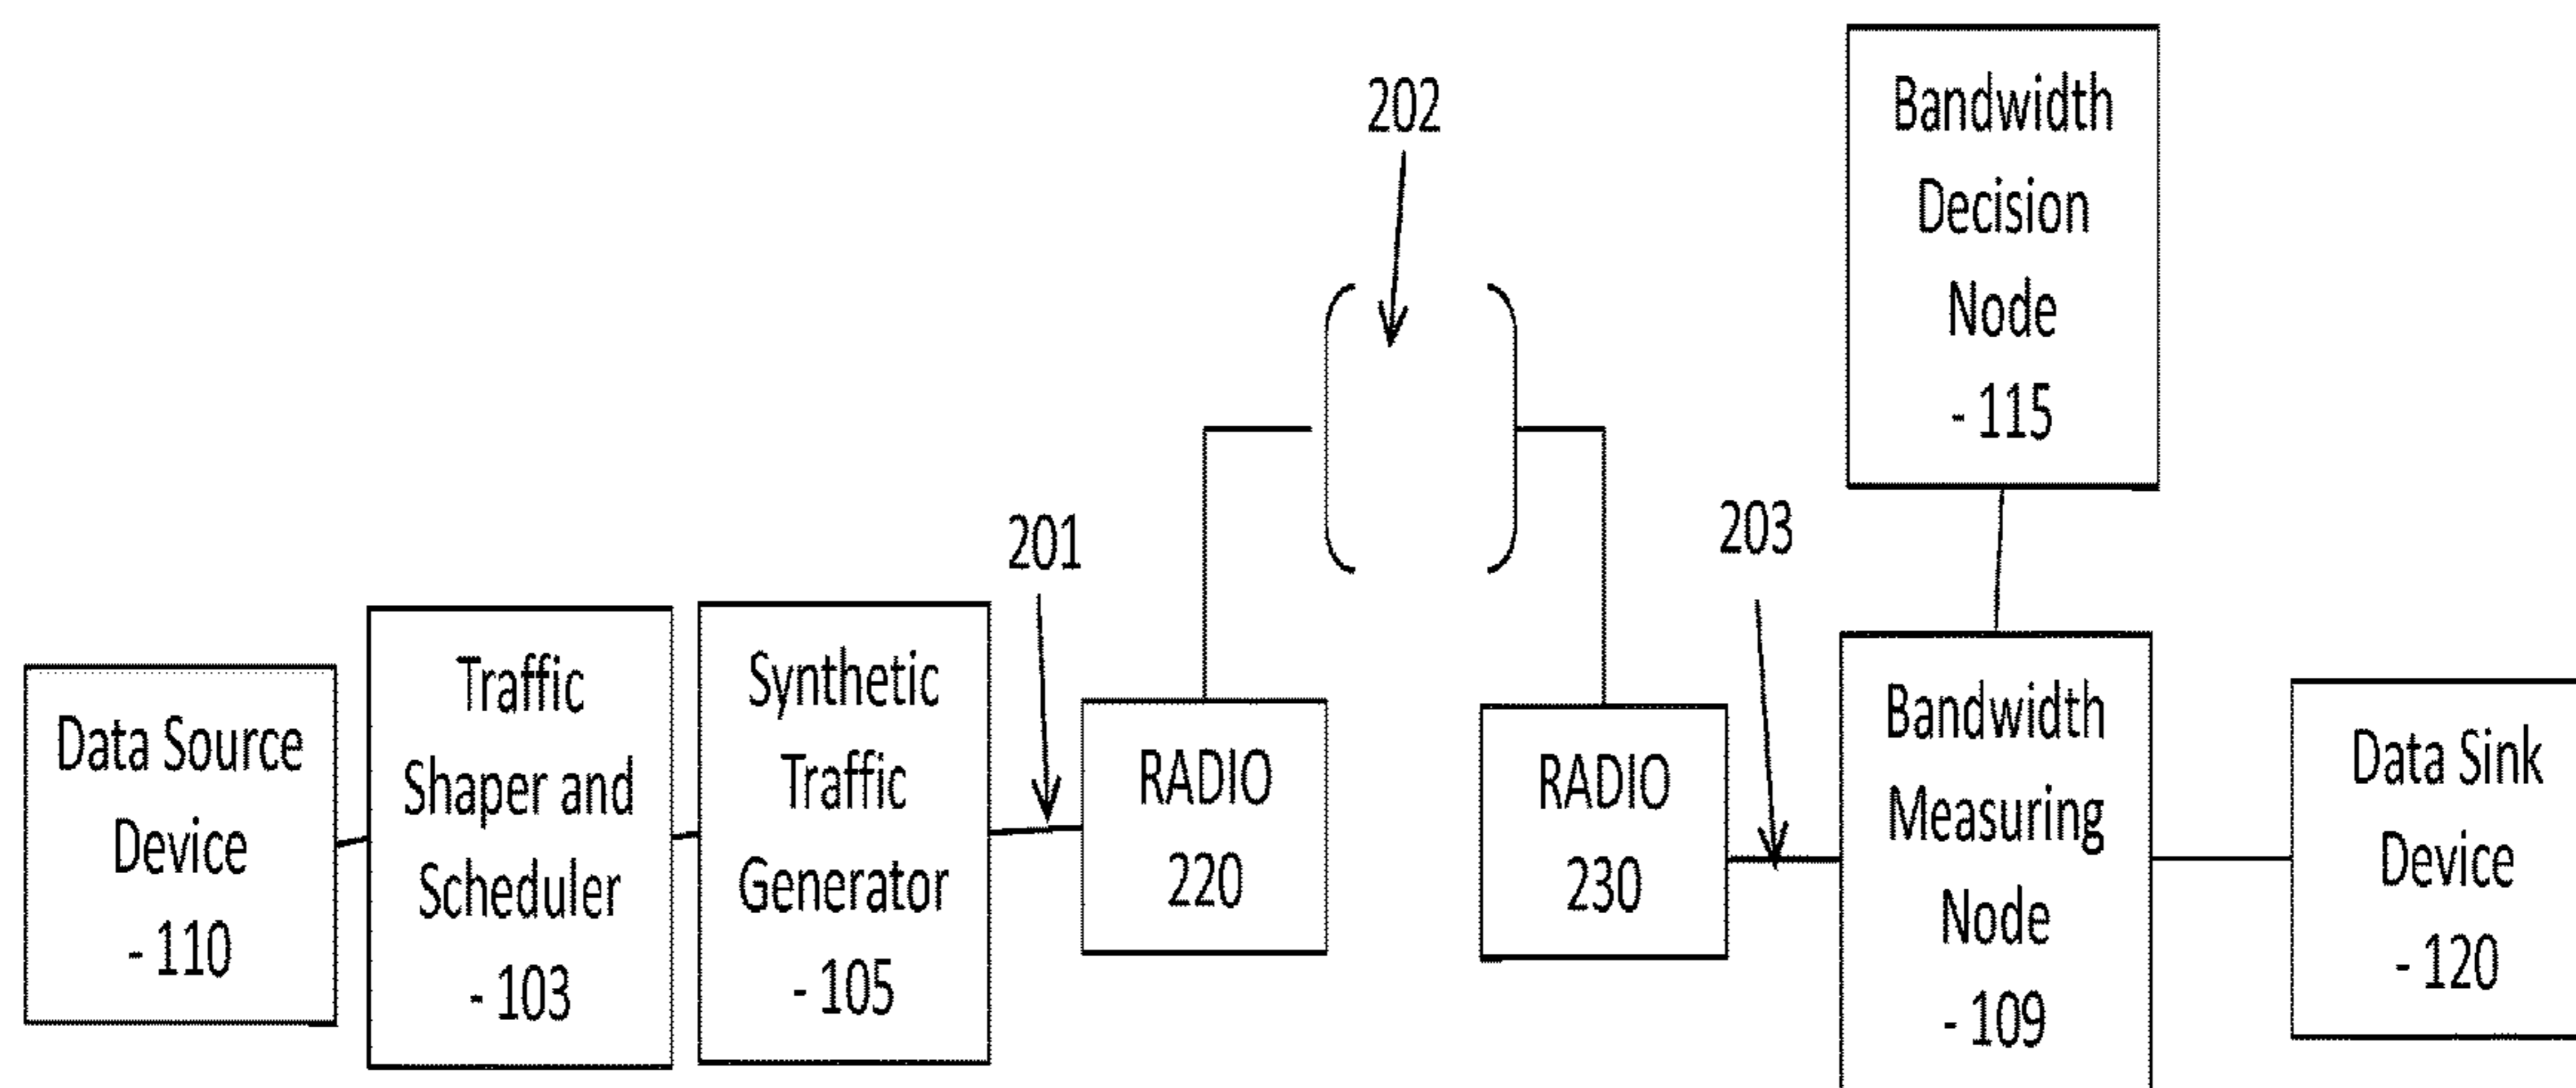 202
Bandwidth
Decision
Node
- 115
201
203
Data Source
Device
- 110
Traffic
Shaper and
Scheduler
- 103
Synthetic
Traffic
Generator
- 105
RADIO
220
RADIO
230
Bandwidth
Measuring
Node
- 109
Data Sink
Device
- 120